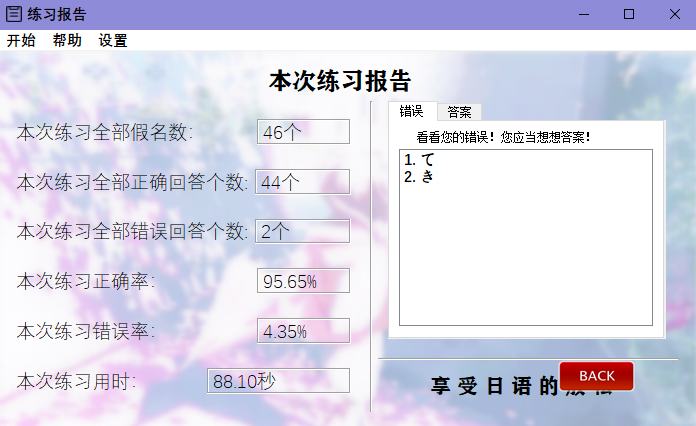 练习报告
开始 帮助 设置
本次练习报告
本次练习全部假名数: 46个
本次练习全部正确回答个数: 44个
本次练习全部错误回答个数: 2个
本次练习正确率: 95.65%
本次练习错误率: 4.35%
本次练习用时: 88.10秒
错误 答案
看看您的错误！您应当想想答案！
1. て
2. き
享受日语的
BACK